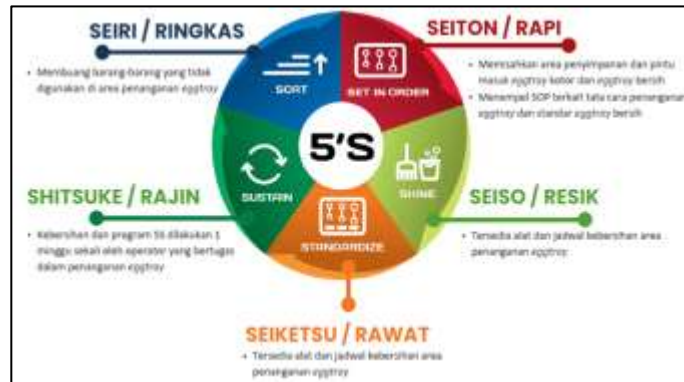 SEIRI / RINGKAS
• Membuang barang-barang yang tidak
digunakan di area penanganan eggtray
SEITON / RAPI
• Memisahkan area penyimpanan dan pintu
masuk eggtray kotor dan eggtray bersih
• Menempel SOP terkait tata cara penanganan
eggtray dan standar eggtray bersih
SORT
SET IN ORDER
5'S
SUSTAIN
SHINE
STANDARDIZE
SHITSUKE / RAJIN
• Kebersihan dan program 5S dilakukan 1
minggu sekali oleh operator yang bertugas
dalam penanganan eggtray
SEISO / RESIK
• Tersedia alat dan jadwal kebersihan area
penanganan eggtray
SEIKETSU / RAWAT
• Tersedia alat dan jadwal kebersihan area
penanganan eggtray